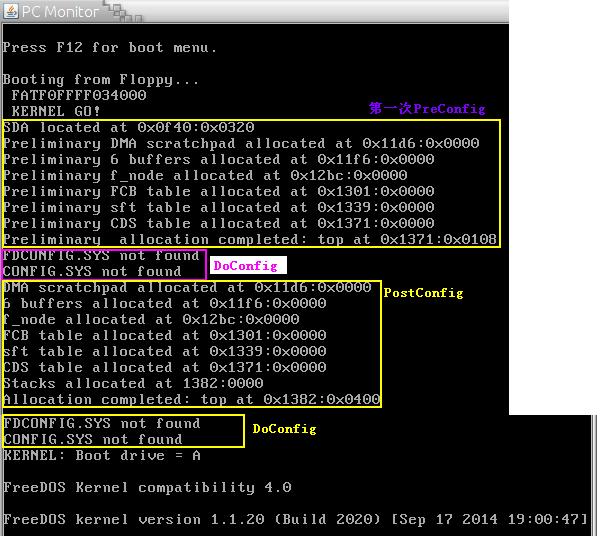 PC Monitor
Press F12 for boot menu.
Booting from Floppy...
FATF0FFFF034000
KERNEL GO!
第一次PreConfig
SDA located at 0x0f40:0x0320
Preliminary DMA scratchpad allocated at 0x11d6:0x0000
Preliminary 6 buffers allocated at 0x11f6:0x0000
Preliminary f_node allocated at 0x12bc:0x0000
Preliminary FCB table allocated at 0x1301:0x0000
Preliminary sft table allocated at 0x1339:0x0000
Preliminary CDS table allocated at 0x1371:0x0000
Preliminary  allocation completed: top at 0x1371:0x0108
FDCONFIG.SYS not found
CONFIG.SYS not found
DoConfig
DMA scratchpad allocated at 0x11d6:0x0000
PostConfig
6 buffers allocated at 0x11f6:0x0000
f_node allocated at 0x12bc:0x0000
FCB table allocated at 0x1301:0x0000
sft table allocated at 0x1339:0x0000
CDS table allocated at 0x1371:0x0000
Stacks allocated at 1382:0000
Allocation completed: top at 0x1382:0x0400
FDCONFIG.SYS not found
DoConfig
CONFIG.SYS not found
KERNEL: Boot drive = A
FreeDOS Kernel compatibility 4.0
FreeDOS kernel version 1.1.20 (Build 2020) [Sep 17 2014 19:00:47]